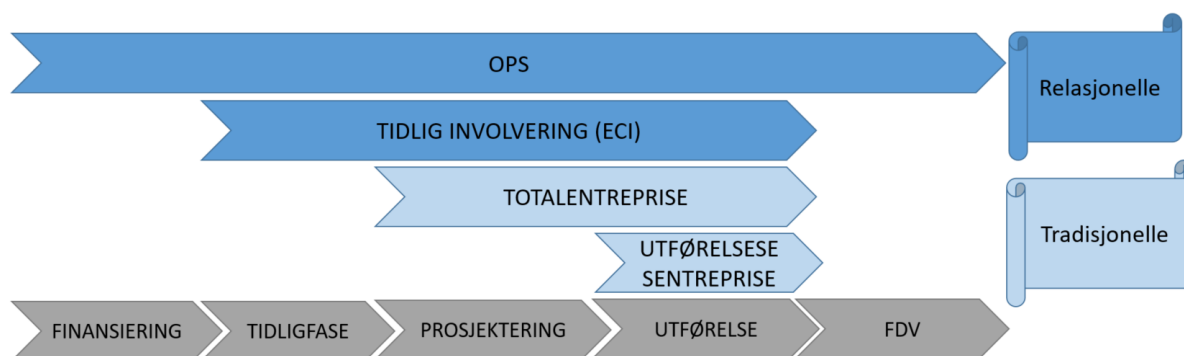 OPS
Relasjonelle
TIDLIG INVOLVERING (ECI)
TOTALENTREPRISE
Tradisjonelle
UTFØRELSESE
SENTREPRISE
FINANSIERING
TIDLIGFASE
PROSJEKTERING
UTFØRELSE
FDV